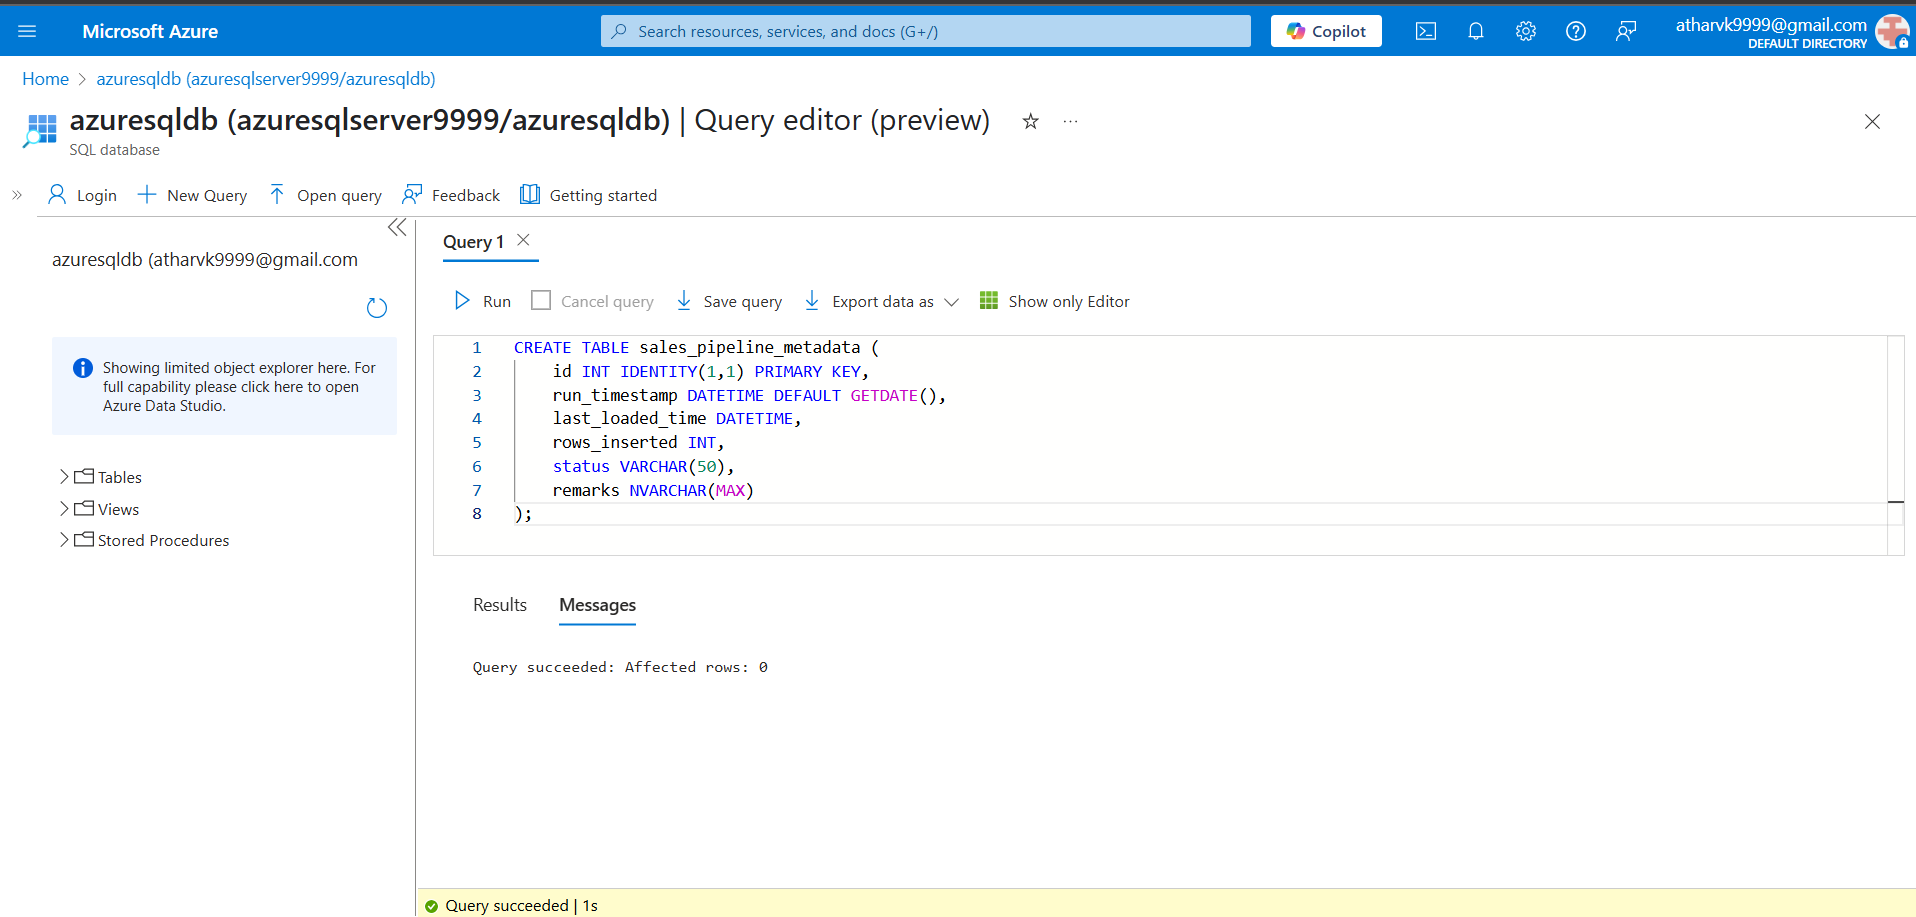 Microsoft Azure
Search resources, services, and docs (G+/)
Copilot
atharvk9999@gmail.com
DEFAULT DIRECTORY
Home > azuresqldb (azuresqlserver9999/azuresqldb)
azuresqldb (azuresqlserver9999/azuresqldb) | Query editor (preview)
SQL database
Login
New Query
Open query
Feedback
Getting started
azuresqldb (atharvk9999@gmail.com
Showing limited object explorer here. For
full capability please click here to open
Azure Data Studio.
Tables
Views
Stored Procedures
Query 1
Run
Cancel query
Save query
Export data as
Show only Editor
1 CREATE TABLE sales_pipeline_metadata (
2 id INT IDENTITY(1,1) PRIMARY KEY,
3 run_timestamp DATETIME DEFAULT GETDATE(),
4 last_loaded_time DATETIME,
5 rows_inserted INT,
6 status VARCHAR(50),
7 remarks NVARCHAR(MAX)
8 );
Results
Messages
Query succeeded: Affected rows: 0
Query succeeded | 1s